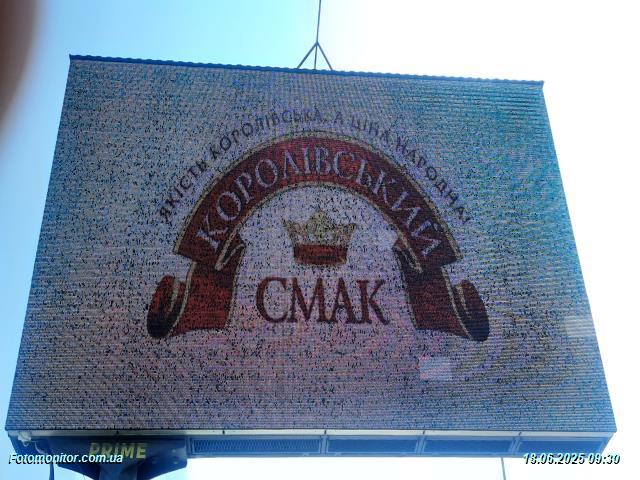 ЯКІСТЬ КОРОЛІВСЬКА, А ЦІНА НАРОДНА!
КОРОЛІВСЬКИЙ
СМАК
PRIME
Fotomonitor.com.ua
18.06.2025 09:30